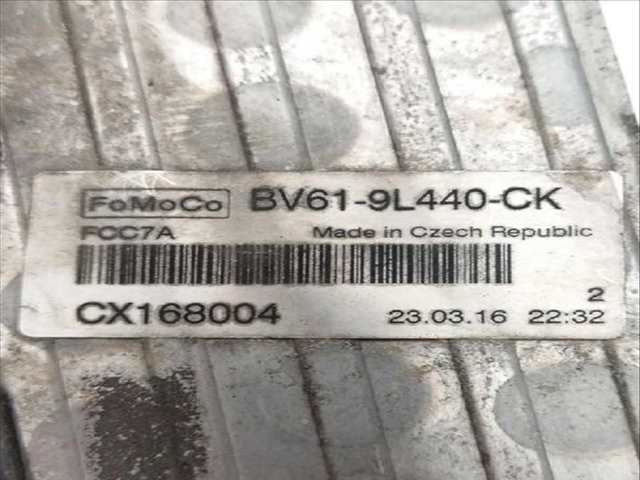 FoMoCo BV61-9L440-CK
FCC7A Made in Czech Republic
2
CX168004 23.03.16 22:32